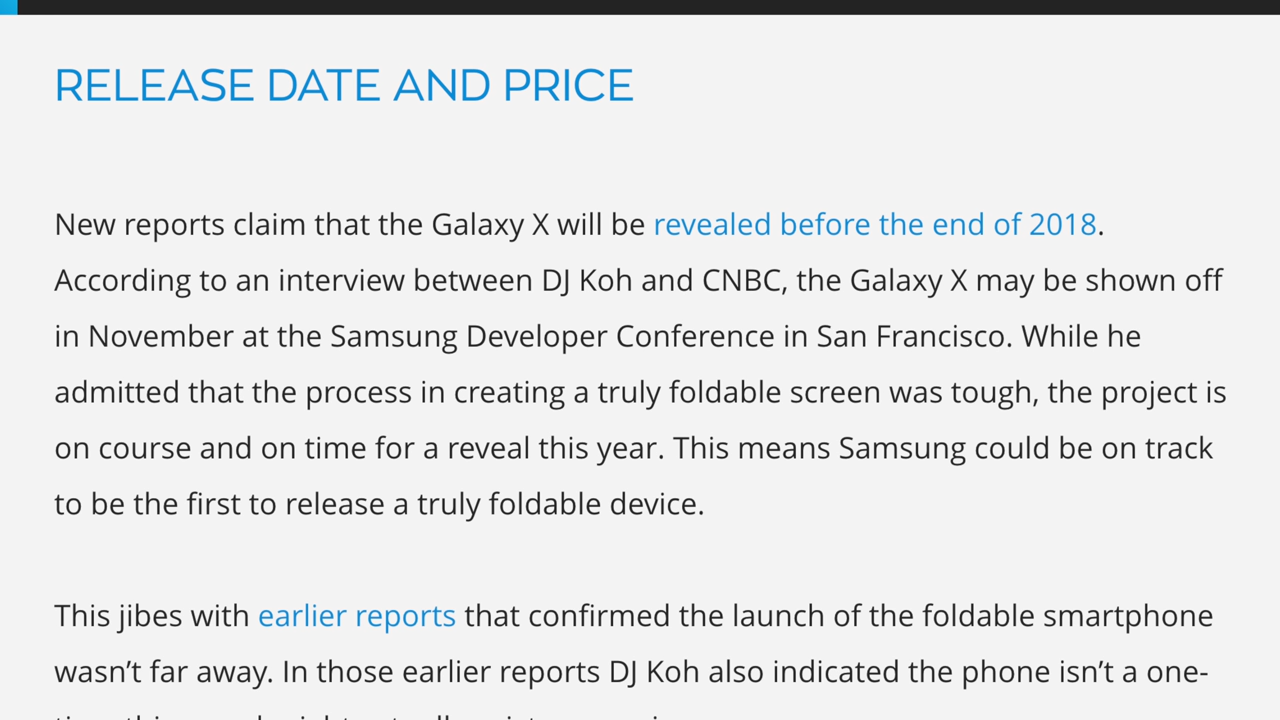 RELEASE DATE AND PRICE
New reports claim that the Galaxy X will be revealed before the end of 2018.
According to an interview between DJ Koh and CNBC, the Galaxy X may be shown off
in November at the Samsung Developer Conference in San Francisco. While he
admitted that the process in creating a truly foldable screen was tough, the project is
on course and on time for a reveal this year. This means Samsung could be on track
to be the first to release a truly foldable device.
This jibes with earlier reports that confirmed the launch of the foldable smartphone
wasn’t far away. In those earlier reports DJ Koh also indicated the phone isn’t a one-